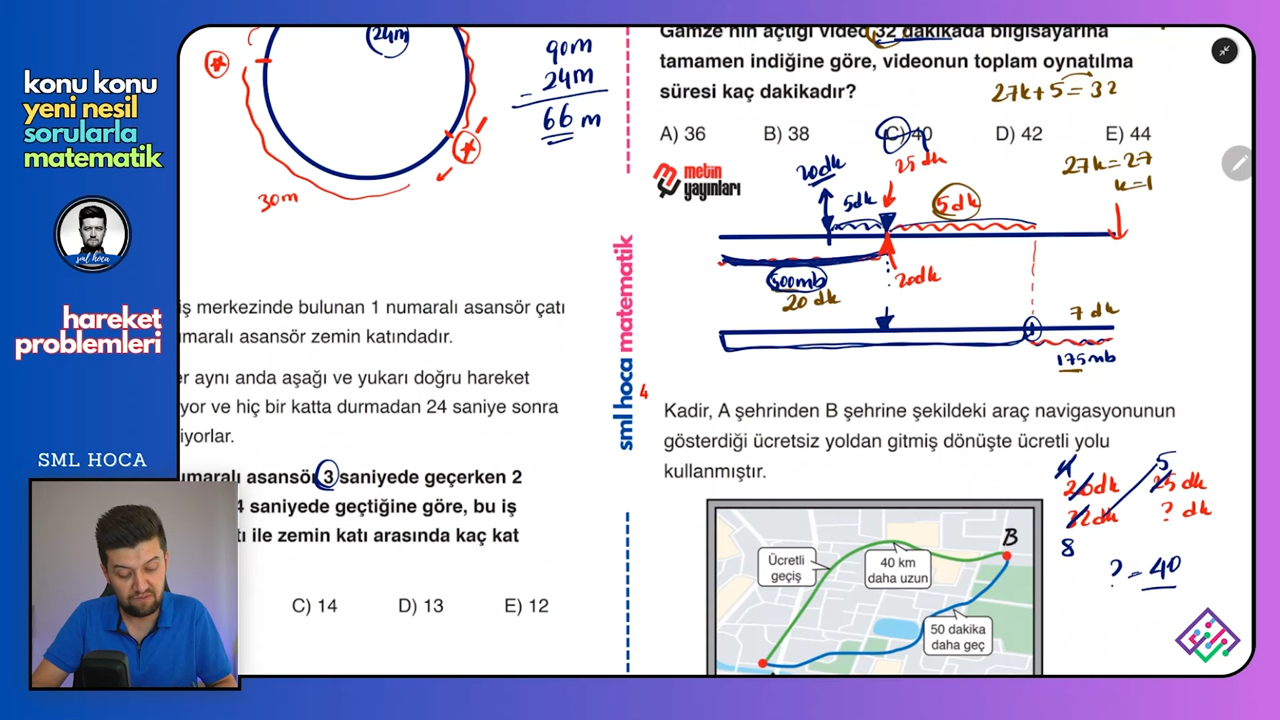 konu konu
yeni nesil
sorularla
matematik
sml hoca
hareket
problemleri
SML HOCA
24m
90m
- 24m
66 m
30m
iş merkezinde bulunan 1 numaralı asansör çatı
umaralı asansör zemin katındadır.
er aynı anda aşağı ve yukarı doğru hareket
yor ve hiç bir katta durmadan 24 saniye sonra
iyorlar.
umaralı asansör 3 saniyede geçerken 2
4 saniyede geçtiğine göre, bu iş
tı ile zemin katı arasında kaç kat
C) 14 D) 13 E) 12
sml hoca matematik
Gamze'nin açtığı video 32 dakikada bilgisayarına
tamamen indiğine göre, videonun toplam oynatılma
süresi kaç dakikadır?
27k+5=32
A) 36 B) 38 C) 40 D) 42 E) 44
27k=27
k=1
metin
yayınları
20dk
25 dk
5dk
5dk
500mb
20 dk
20dk
7 dk
175mb
4
Kadir, A şehrinden B şehrine şekildeki araç navigasyonunun
gösterdiği ücretsiz yoldan gitmiş dönüşte ücretli yolu
kullanmıştır.
4 5
20dk 25 dk
32dk ? dk
8
? = 40
Ücretli
geçiş
40 km
daha uzun
B
50 dakika
daha geç